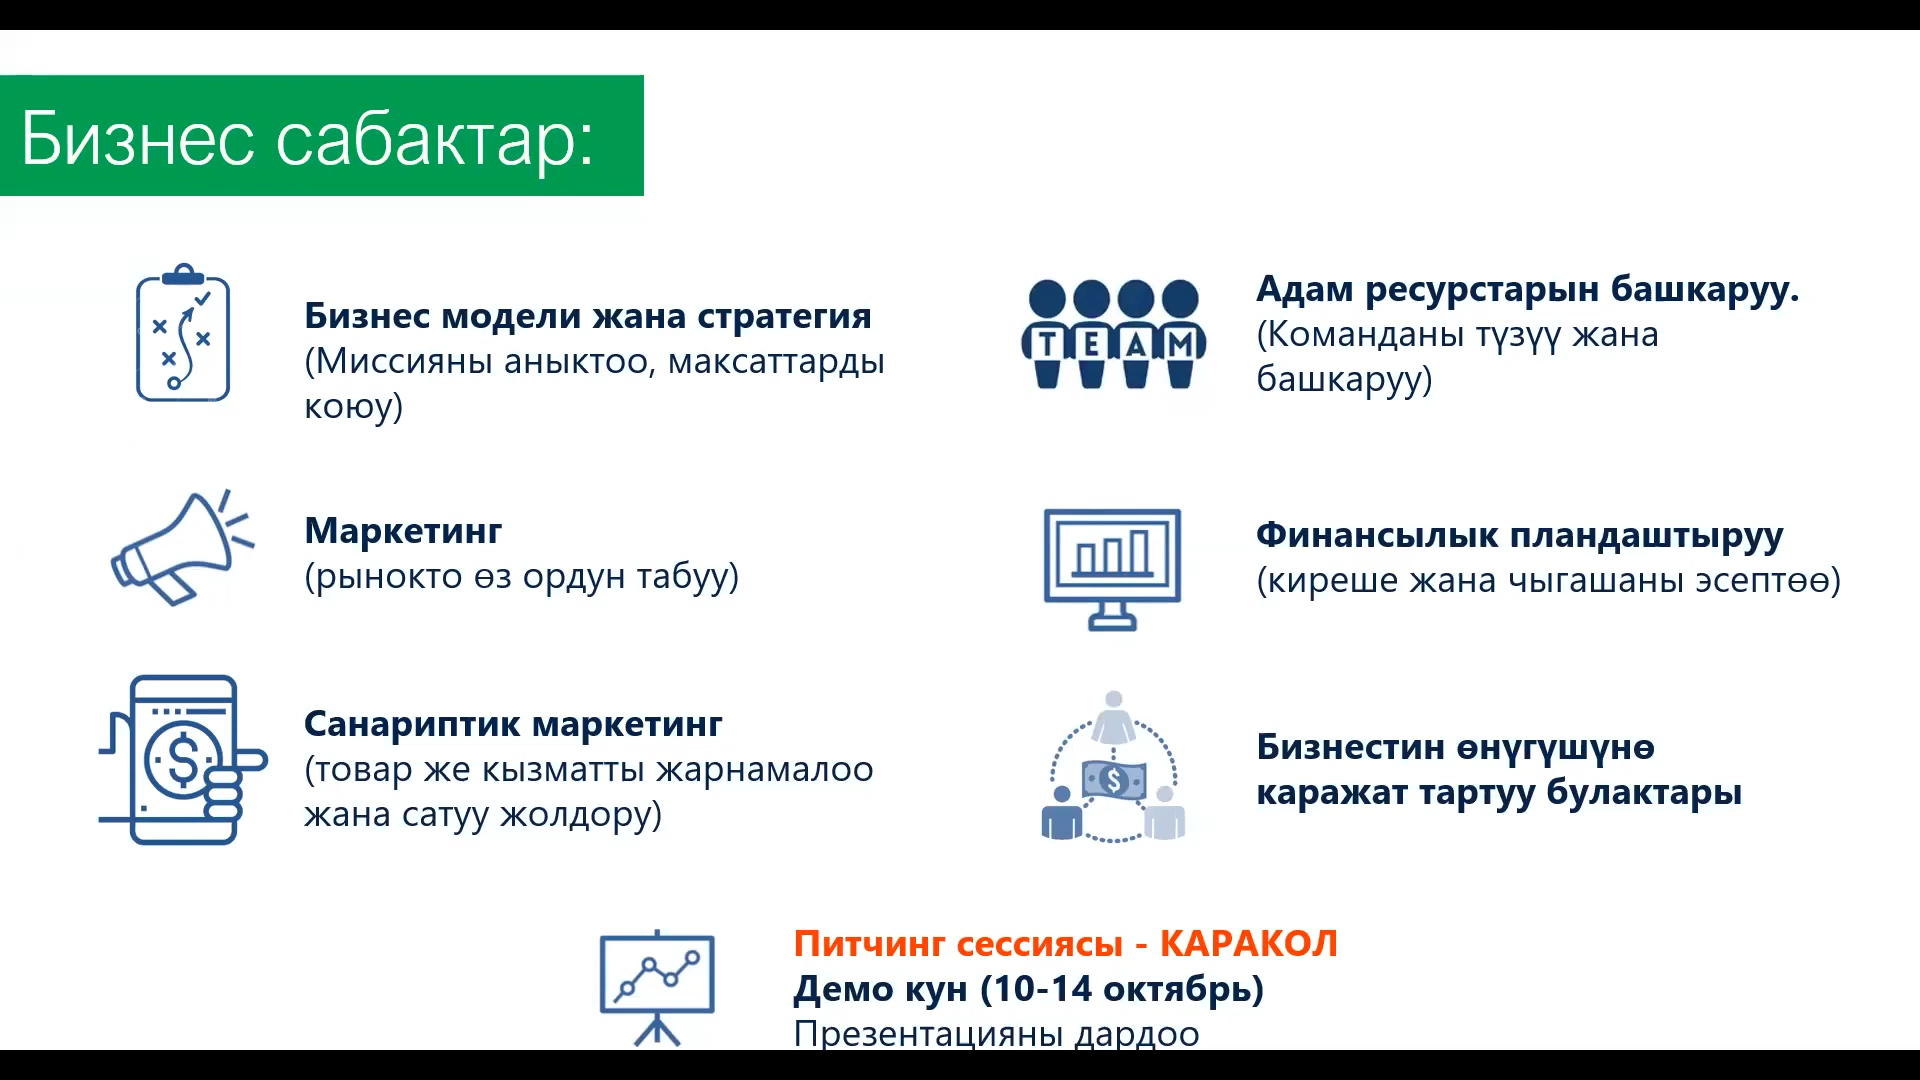 Бизнес сабактар:
Бизнес модели жана стратегия
(Миссияны аныктоо, максаттарды
коюу)
Маркетинг
(рынокто өз ордун табуу)
Санариптик маркетинг
(товар же кызматты жарнамалоо
жана сатуу жолдору)
TEAM
Адам ресурстарын башкаруу.
(Команданы түзүү жана
башкаруу)
Финансылык пландаштыруу
(киреше жана чыгашаны эсептөө)
Бизнестин өнүгүшүнө
каражат тартуу булактары
Питчинг сессиясы - КАРАКОЛ
Демо кун (10-14 октябрь)
Презентацияны дардоо